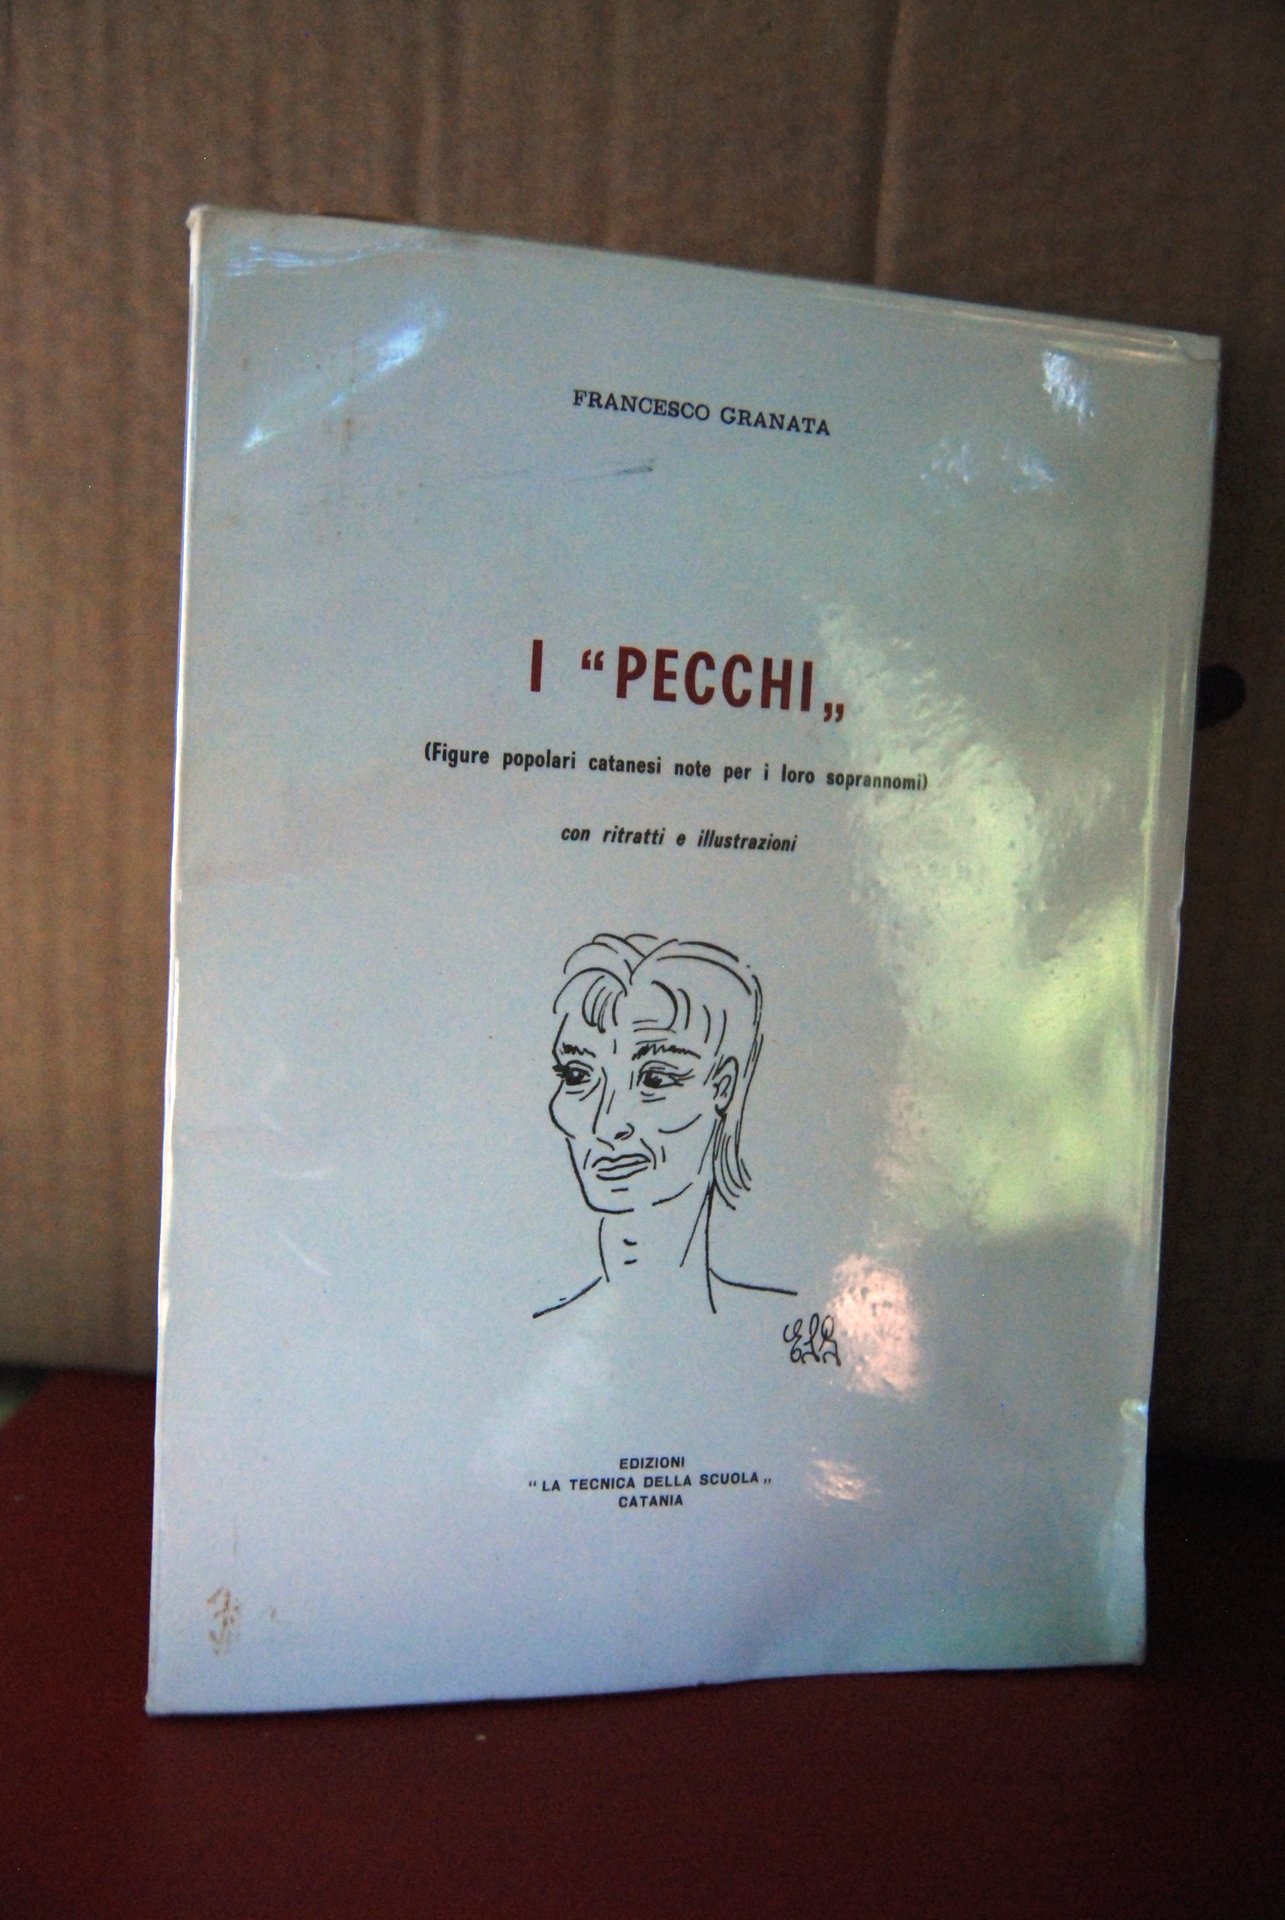 FRANCESCO GRANATA
I “PECCHI„
(Figure popolari catanesi note per i loro soprannomi)
con ritratti e illustrazioni
EDIZIONI
“LA TECNICA DELLA SCUOLA„
CATANIA